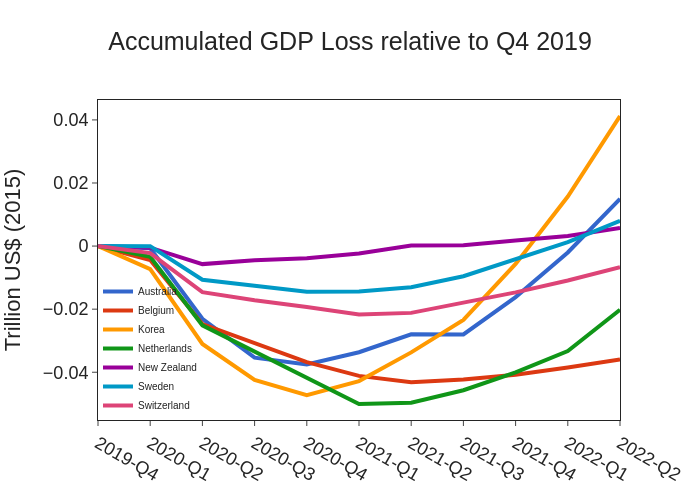 Accumulated GDP Loss relative to Q4 2019
Trillion US$ (2015)
0.04
0.02
0
−0.02
−0.04
Australia
Belgium
Korea
Netherlands
New Zealand
Sweden
Switzerland
2019-Q4
2020-Q1
2020-Q2
2020-Q3
2020-Q4
2021-Q1
2021-Q2
2021-Q3
2021-Q4
2022-Q1
2022-Q2